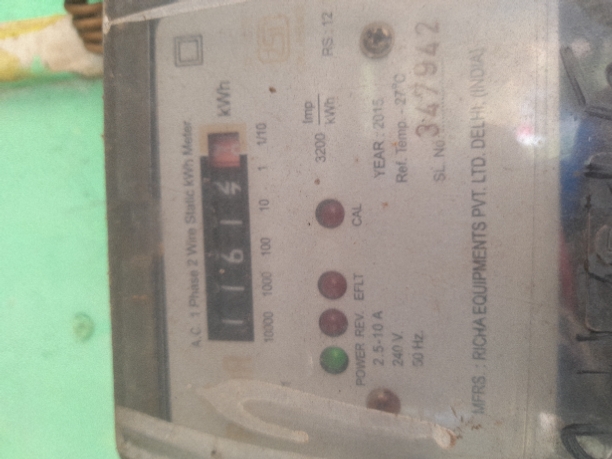 A.C. 1 Phase 2 Wire Static kWh Meter
1 1 6 1 4
kWh
10000 1000 100 10 1 1/10
3200 Imp
kWh
RS : 12
POWER REV. EFLT CAL
2.5-10 A
240 V.
50 Hz.
YEAR : 2015
Ref. Temp. - 27°C
SL. No. 347942
MFRS. : RICHA EQUIPMENTS PVT. LTD. DELHI, (INDIA)